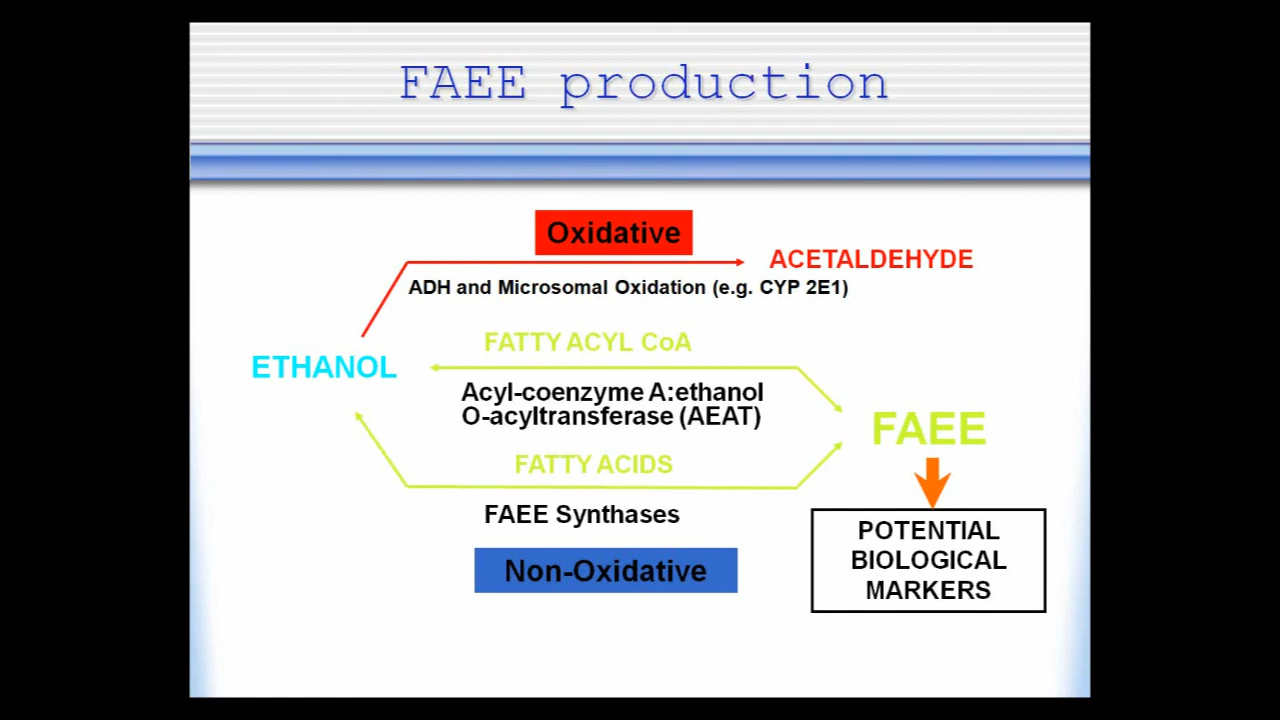 FAEE production
Oxidative
ACETALDEHYDE
ADH and Microsomal Oxidation (e.g. CYP 2E1)
FATTY ACYL CoA
ETHANOL
Acyl-coenzyme A:ethanol
O-acyltransferase (AEAT)
FAEE
FATTY ACIDS
FAEE Synthases
Non-Oxidative
POTENTIAL
BIOLOGICAL
MARKERS